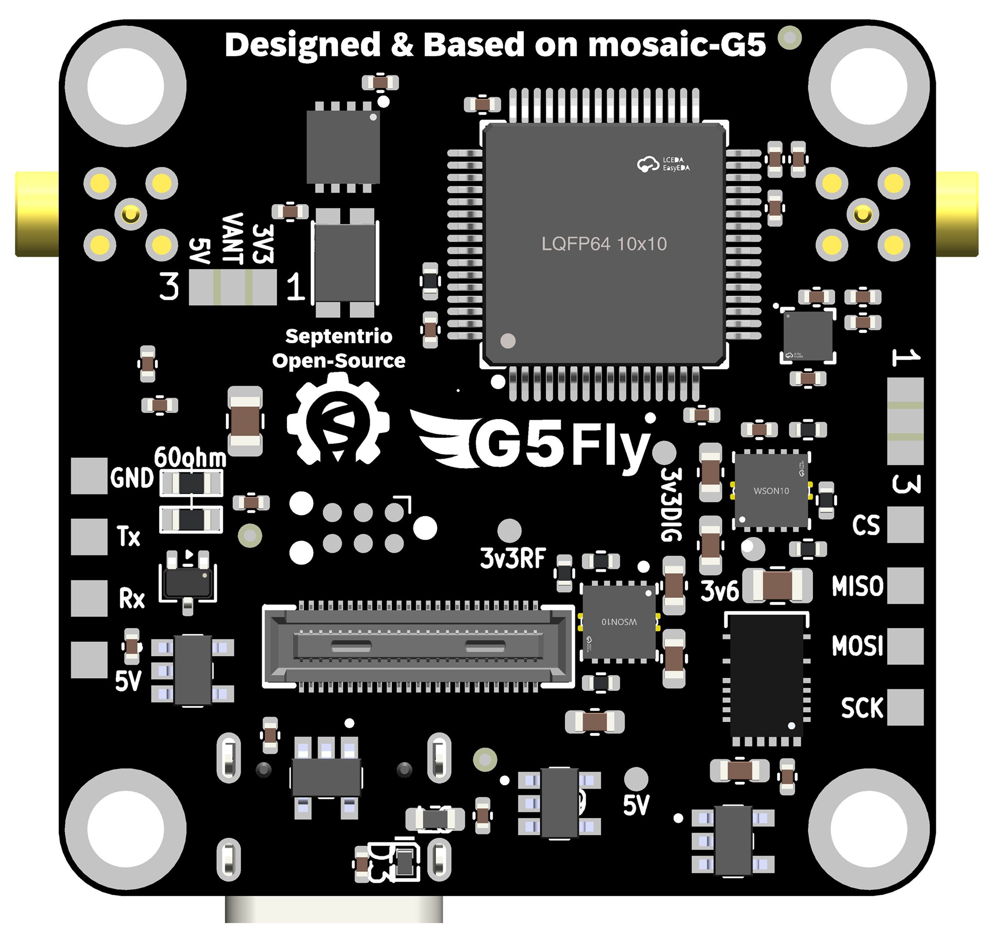 Designed & Based on mosaic-G5
LCEDA
EasyEDA
LQFP64 10x10
5V
VANT
3V3
3
1
Septentrio
Open-Source
G5Fly
1
3
60ohm
GND
Tx
Rx
5V
3v3RF
3v3DIG
WSON10
WSON10
3v6
CS
MISO
MOSI
SCK
5V